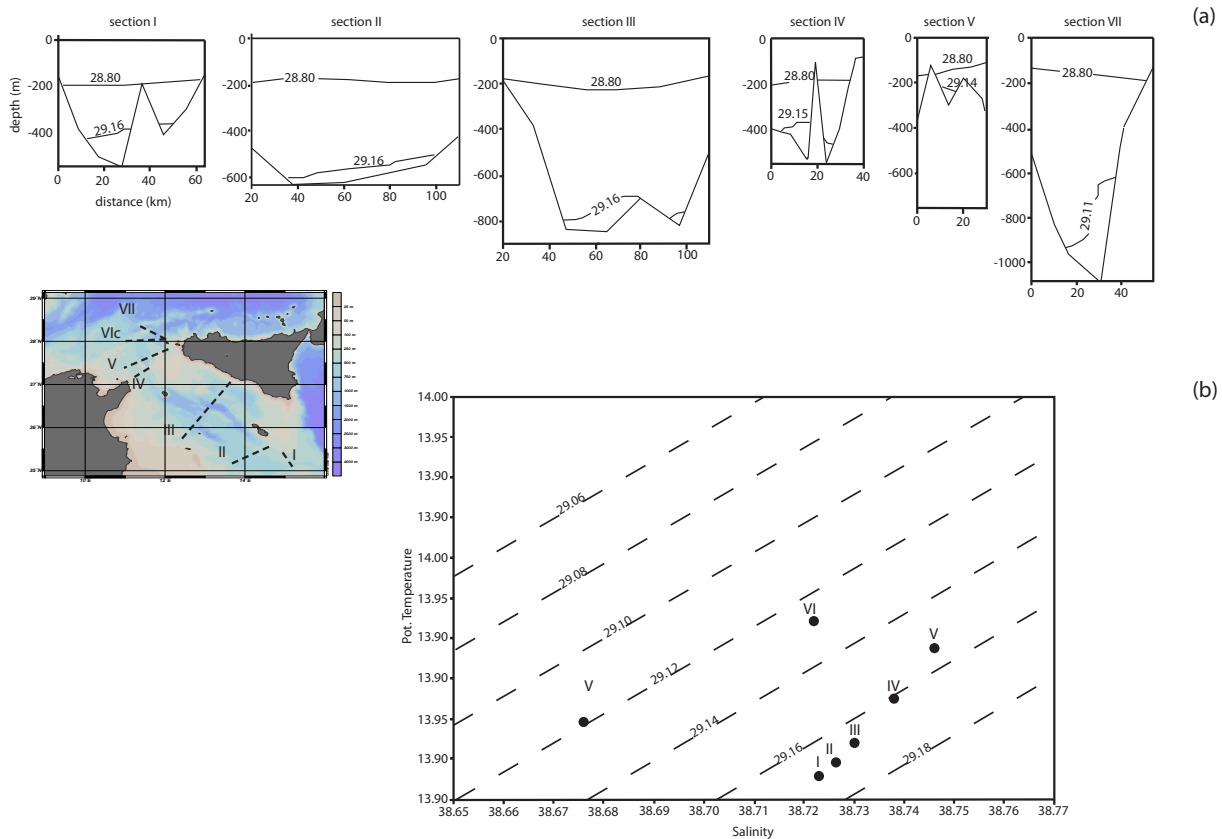 section I
section II
section III
section IV
section V
section VII
(a)
depth (m)
0
-200
-400
28.80
29.16
0 20 40 60
distance (km)
0
-200
-400
-600
28.80
29.16
20 40 60 80 100
0
-200
-400
-600
-800
28.80
29.16
20 40 60 80 100
0
-200
-400
-600
28.80
29.15
0 20 40
0
-200
-400
-600
28.80
29.14
0 20
0
-200
-400
-600
-800
-1000
28.80
29.11
0 20 40
VII
VIc
V
IV
III
II
I
(b)
Pot. Temperature
14.00
13.95
13.90
13.90
14.00
13.95
13.90
13.90
13.95
13.90
13.90
29.06
29.08
29.10
29.12
29.14
29.16
29.18
VI
V
V
IV
III
II
I
38.65 38.66 38.67 38.68 38.69 38.70 38.71 38.72 38.73 38.74 38.75 38.76 38.77
Salinity